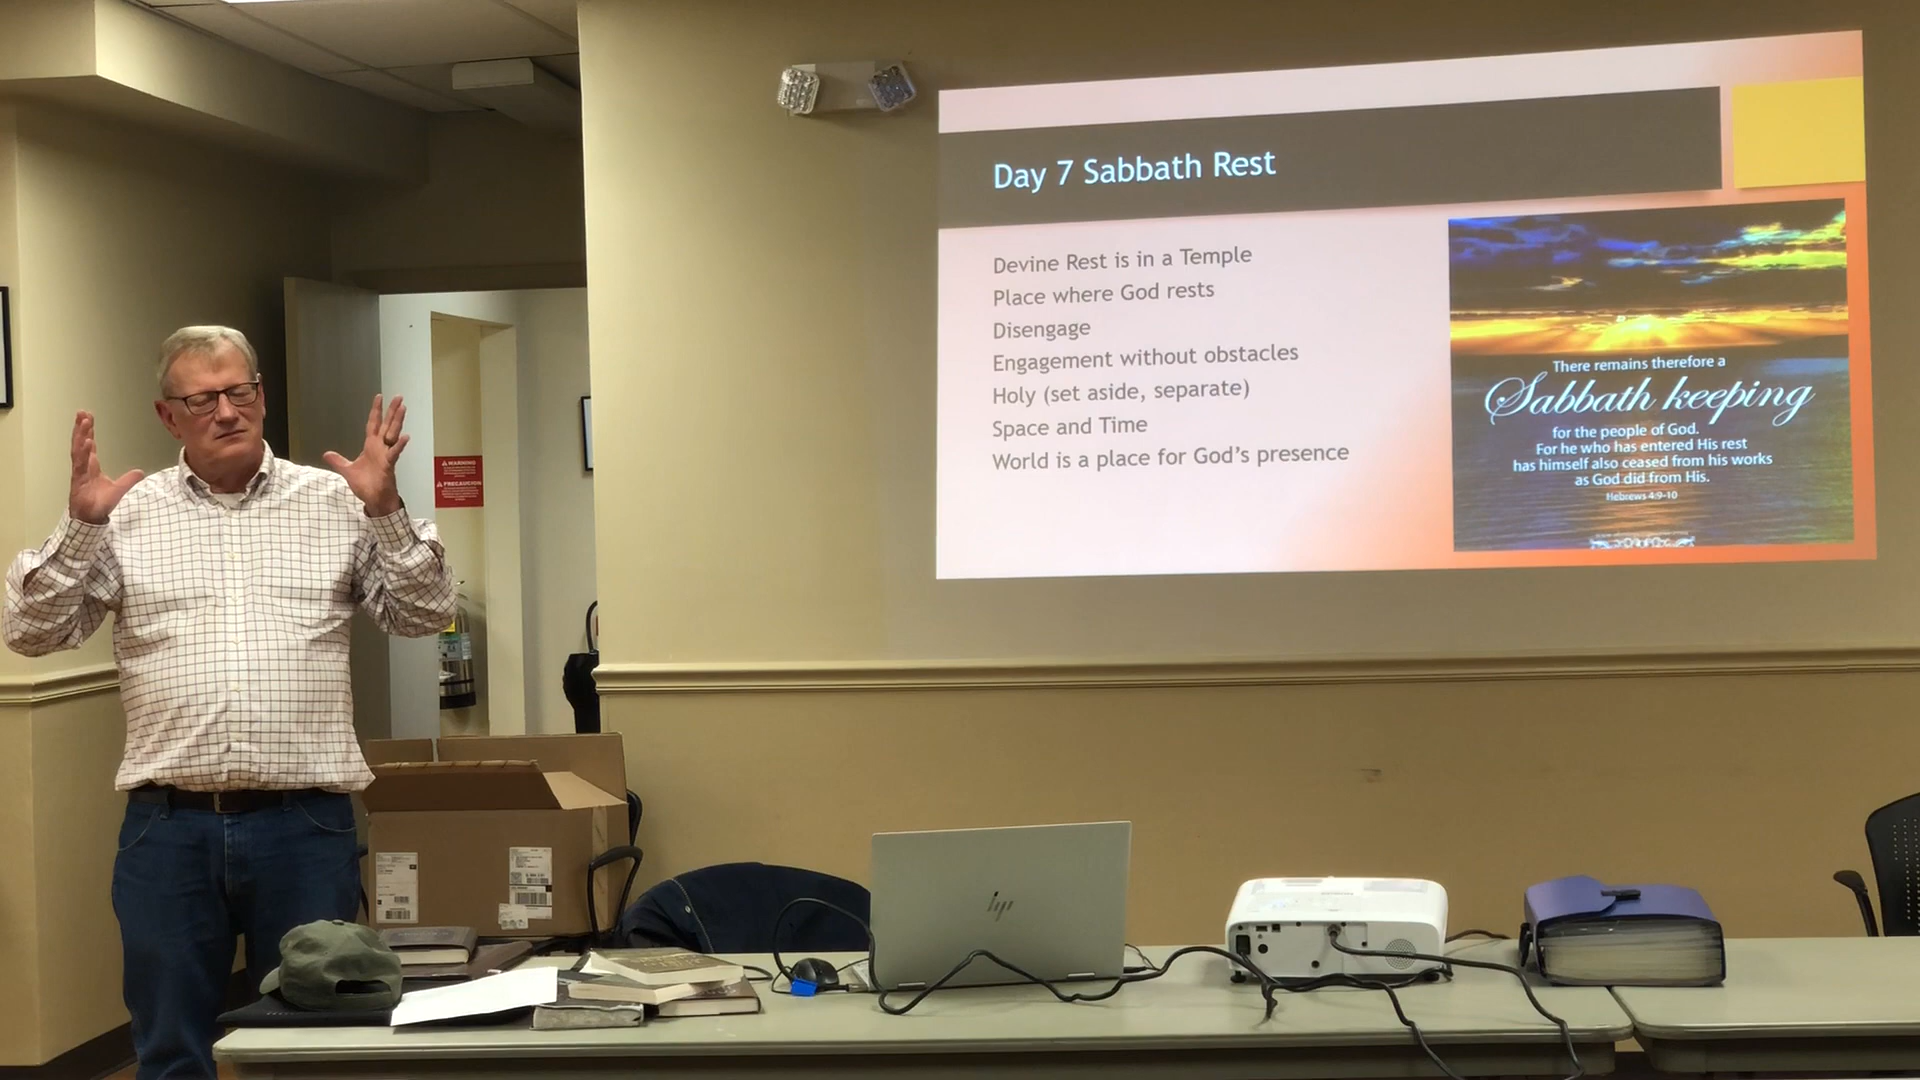 Day 7 Sabbath Rest
Devine Rest is in a Temple
Place where God rests
Disengage
Engagement without obstacles
Holy (set aside, separate)
Space and Time
World is a place for God's presence
There remains therefore a
Sabbath keeping
for the people of God.
For he who has entered His rest
has himself also ceased from his works
as God did from His.
Hebrews 4:9-10
WARNING
PRECAUCION
hp